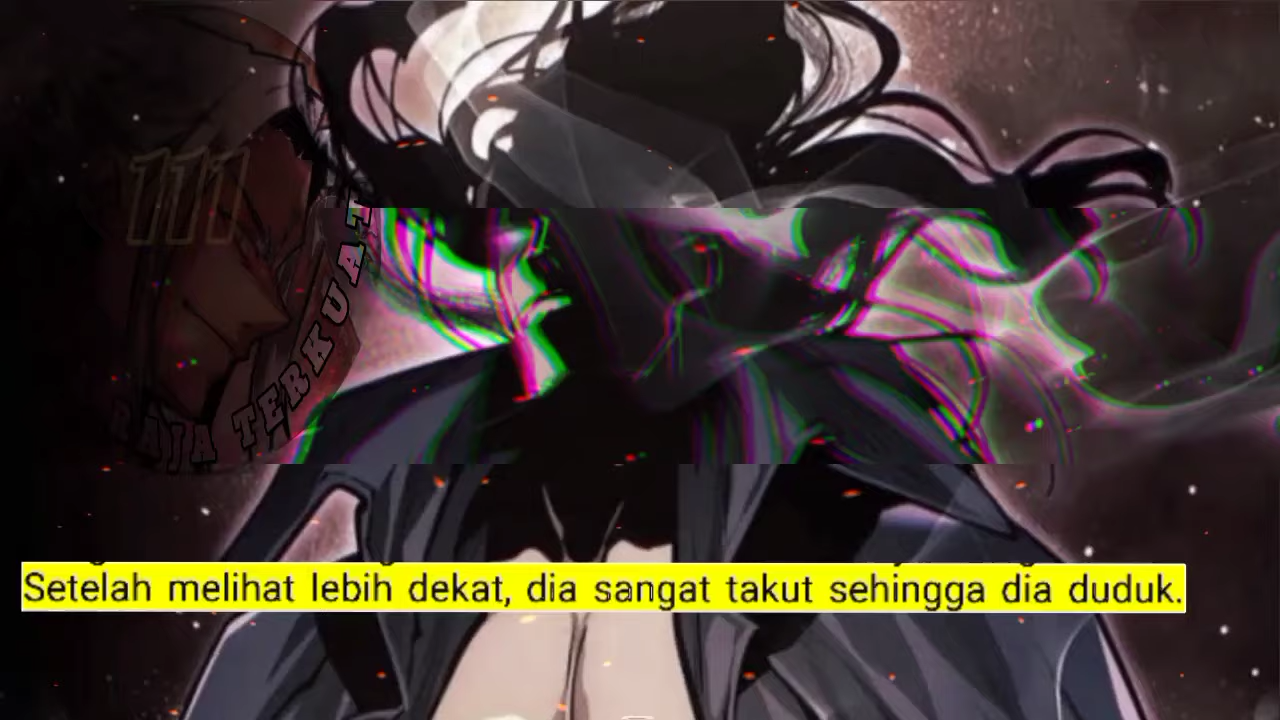 111
RAJA TERKUAT
Setelah melihat lebih dekat, dia sangat takut sehingga dia duduk.